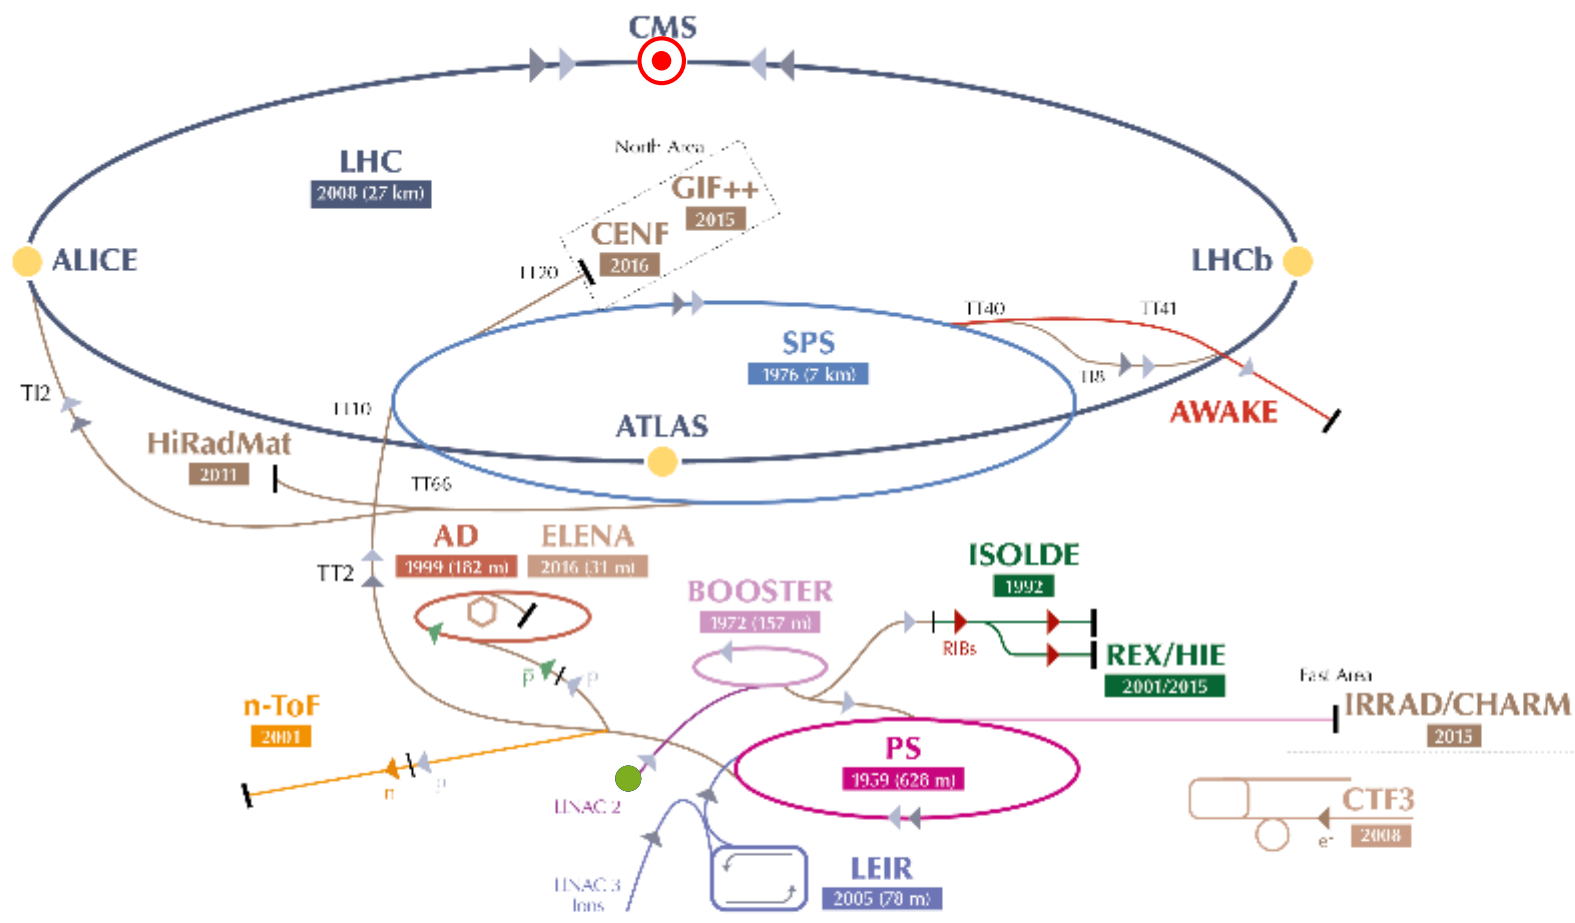 CMS
LHC
2008 (27 km)
North Area
GIF++
2015
CENF
2016
TT20
ALICE
LHCb
TT40
TT41
SPS
1976 (7 km)
TI8
TI2
TT10
AWAKE
ATLAS
HiRadMat
2011
TT66
AD
1999 (182 m)
ELENA
2016 (31 m)
TT2
ISOLDE
1992
BOOSTER
1972 (157 m)
RIBs
REX/HIE
2001/2015
p̅
p
East Area
IRRAD/CHARM
2015
n-ToF
2001
n
p
PS
1959 (628 m)
LINAC 2
CTF3
2008
e-
LEIR
2005 (78 m)
LINAC 3
Ions